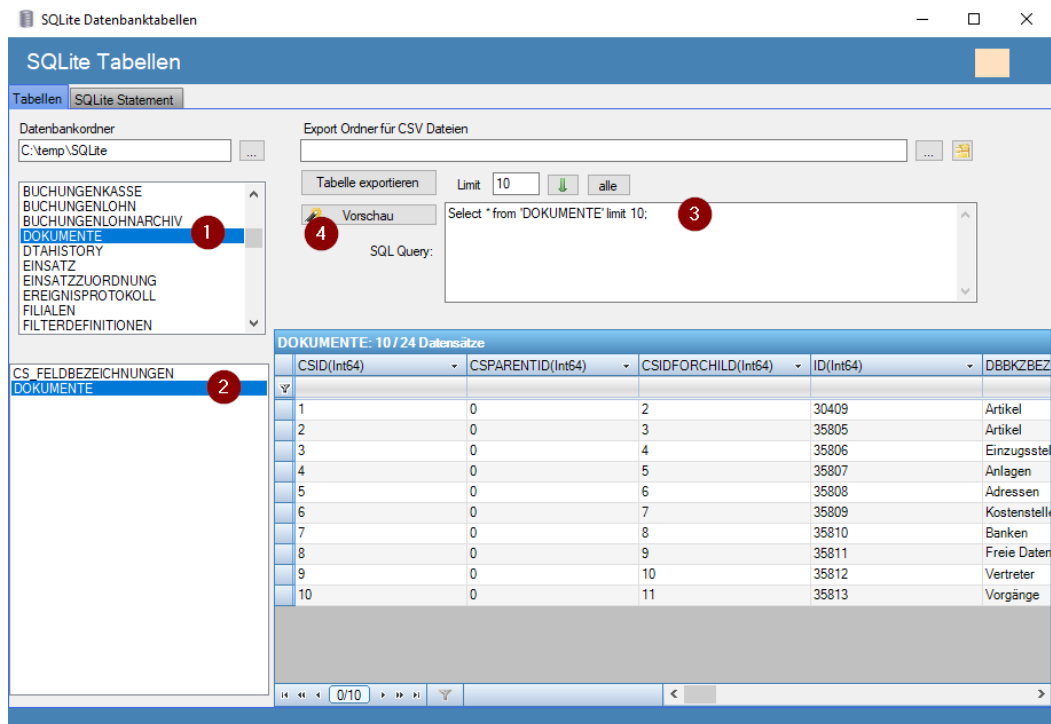 SQLite Datenbanktabellen
SQLite Tabellen
Tabellen SQLite Statement
Datenbankordner
C:\temp\SQLite ...
BUCHUNGENKASSE
BUCHUNGENLOHN
BUCHUNGENLOHNARCHIV
DOKUMENTE 1
DTAHISTORY
EINSATZ
EINSATZZUORDNUNG
EREIGNISPROTOKOLL
FILIALEN
FILTERDEFINITIONEN
CS_FELDBEZEICHNUNGEN
DOKUMENTE 2
Export Ordner für CSV Dateien
...
Tabelle exportieren Limit 10 alle
Vorschau 4
SQL Query:
Select * from 'DOKUMENTE' limit 10; 3
DOKUMENTE: 10 / 24 Datensätze
CSID(Int64) CSPARENTID(Int64) CSIDFORCHILD(Int64) ID(Int64) DBBKZBEZ
1 0 2 30409 Artikel
2 0 3 35805 Artikel
3 0 4 35806 Einzugsstel
4 0 5 35807 Anlagen
5 0 6 35808 Adressen
6 0 7 35809 Kostenstelle
7 0 8 35810 Banken
8 0 9 35811 Freie Daten
9 0 10 35812 Vertreter
10 0 11 35813 Vorgänge
0/10